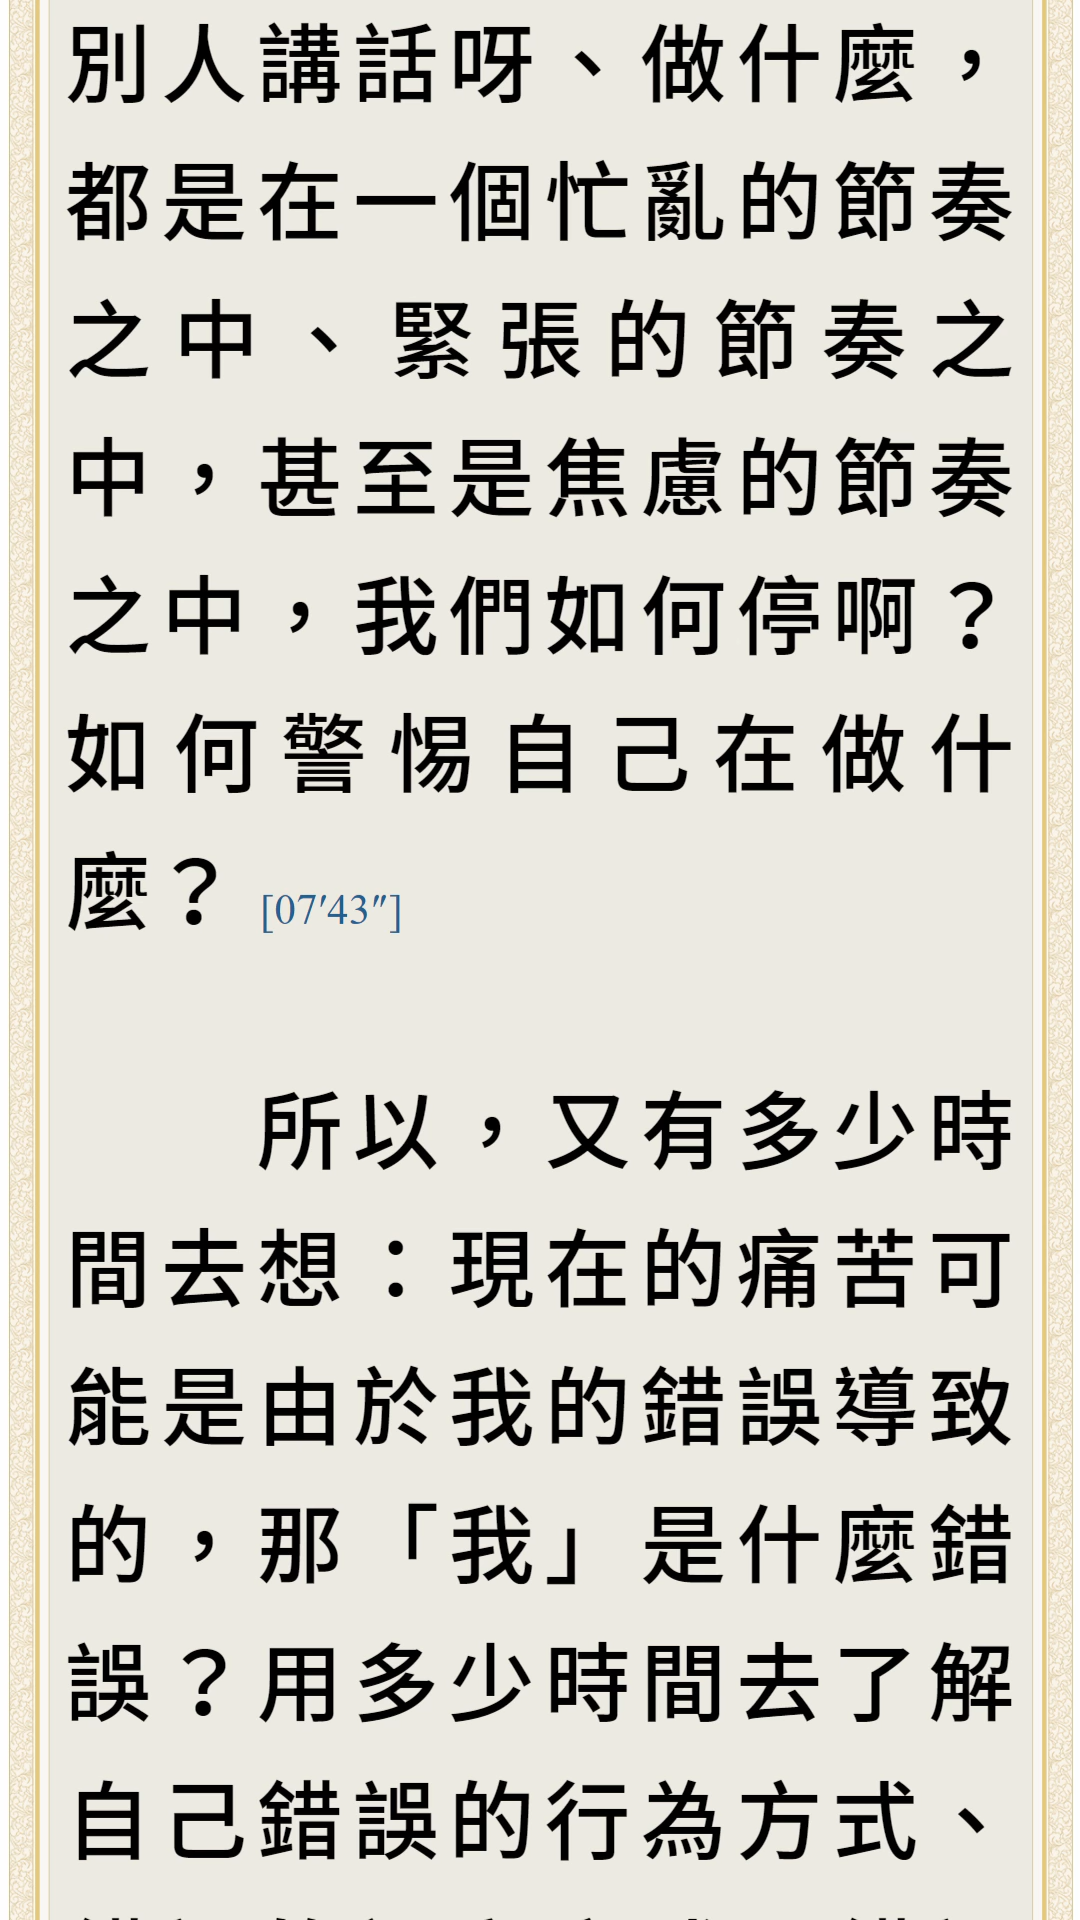 別人講話呀、做什麼，
都是在一個忙亂的節奏
之中、緊張的節奏之
中，甚至是焦慮的節奏
之中，我們如何停啊？
如何警惕自己在做什
麼？ [07′43″]
所以，又有多少時
間去想：現在的痛苦可
能是由於我的錯誤導致
的，那「我」是什麼錯
誤？用多少時間去了解
自己錯誤的行為方式、